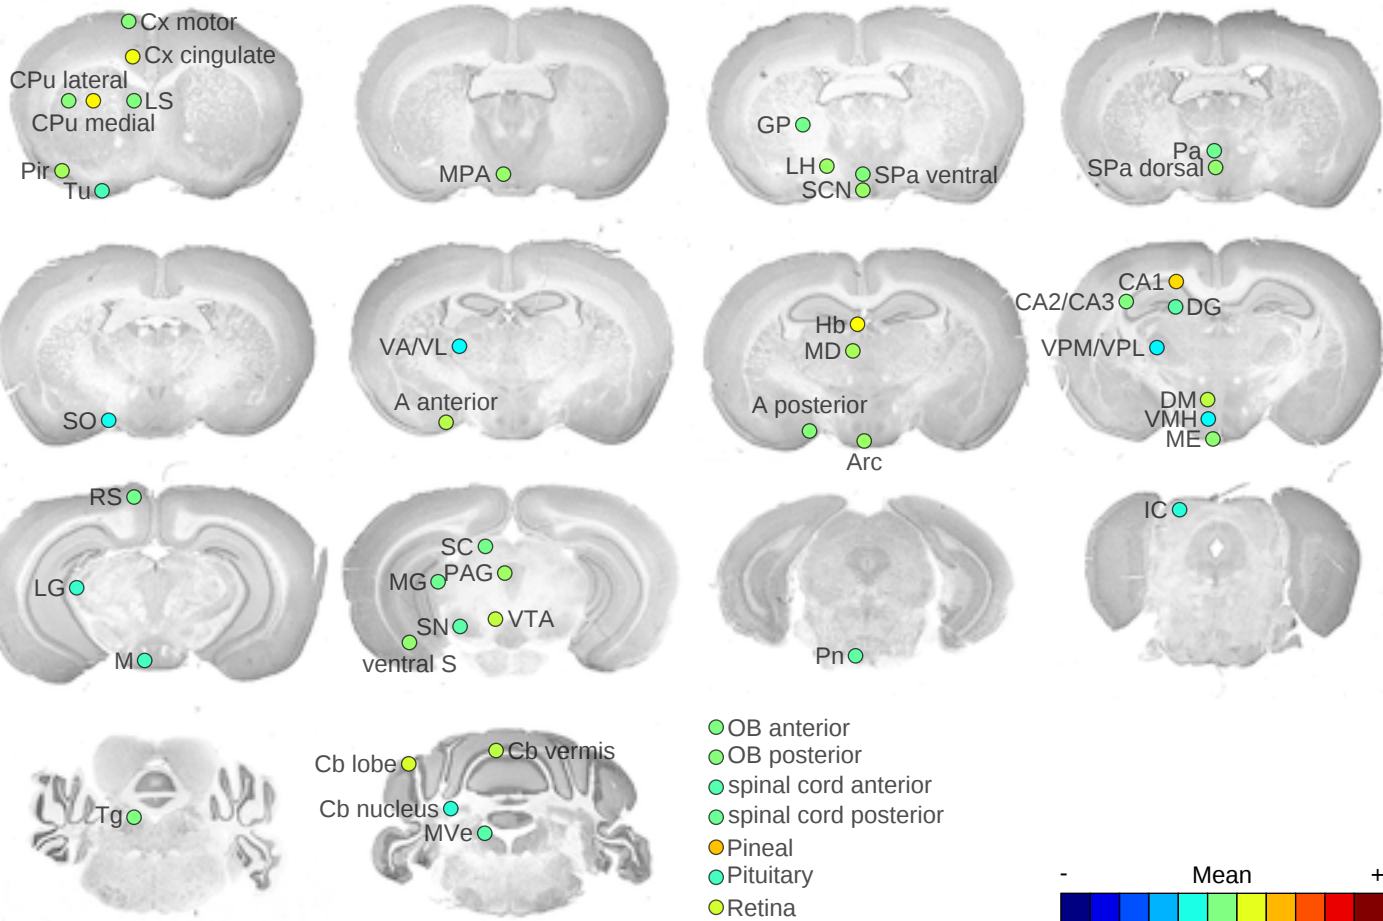 Cx motor
Cx cingulate
CPu lateral
LS
CPu medial
Pir
Tu
MPA
GP
LH
SPa ventral
SCN
Pa
SPa dorsal
SO
VA/VL
A anterior
Hb
MD
A posterior
Arc
CA1
CA2/CA3
DG
VPM/VPL
DM
VMH
ME
RS
LG
M
SC
MG
PAG
SN
VTA
ventral S
Pn
IC
Tg
Cb lobe
Cb vermis
Cb nucleus
MVe
OB anterior
OB posterior
spinal cord anterior
spinal cord posterior
Pineal
Pituitary
Retina
- Mean +